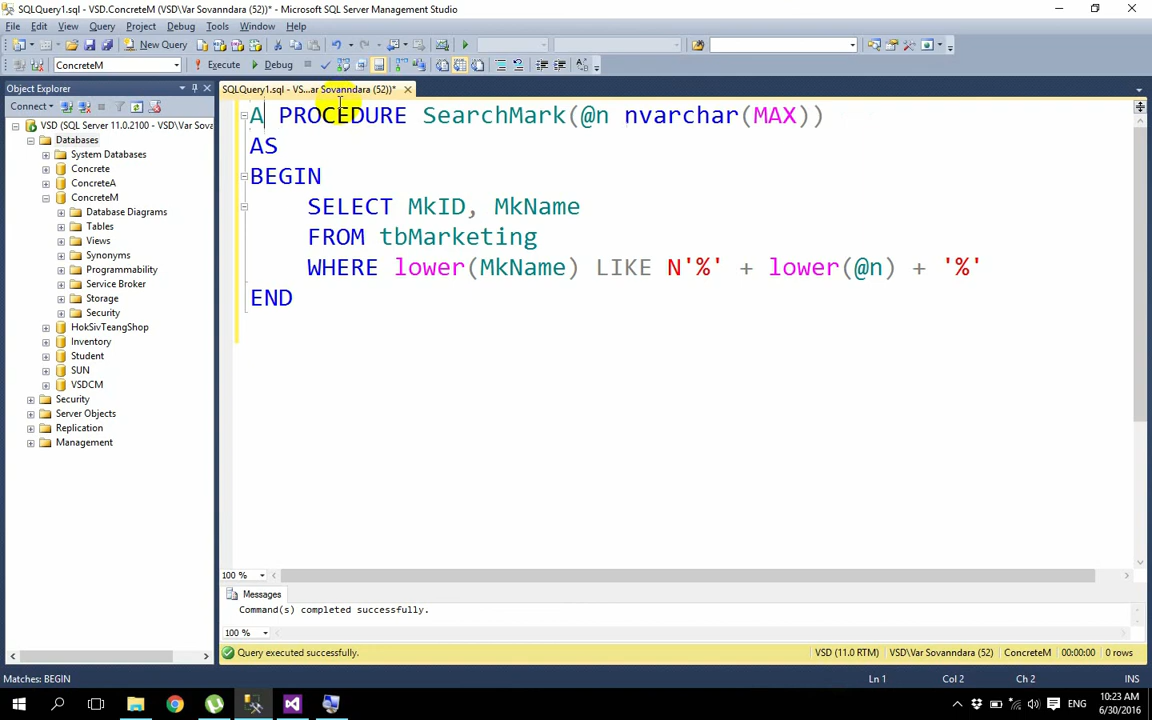 SQLQuery1.sql - VSD.ConcreteM (VSD\Var Sovanndara (52))* - Microsoft SQL Server Management Studio
File Edit View Query Project Debug Tools Window Help
New Query
ConcreteM Execute Debug
Object Explorer
SQLQuery1.sql - VS...ar Sovanndara (52))*
Connect
VSD (SQL Server 11.0.2100 - VSD\Var Sova
Databases
System Databases
Concrete
ConcreteA
ConcreteM
Database Diagrams
Tables
Views
Synonyms
Programmability
Service Broker
Storage
Security
HokSivTeangShop
Inventory
Student
SUN
VSDCM
Security
Server Objects
Replication
Management
A PROCEDURE SearchMark(@n nvarchar(MAX))
AS
BEGIN
SELECT MkID, MkName
FROM tbMarketing
WHERE lower(MkName) LIKE N'%' + lower(@n) + '%'
END
100 %
Messages
Command(s) completed successfully.
100 %
Query executed successfully. VSD (11.0 RTM) VSD\Var Sovanndara (52) ConcreteM 00:00:00 0 rows
Matches: BEGIN Ln 1 Col 2 Ch 2 INS
ENG 10:23 AM
6/30/2016